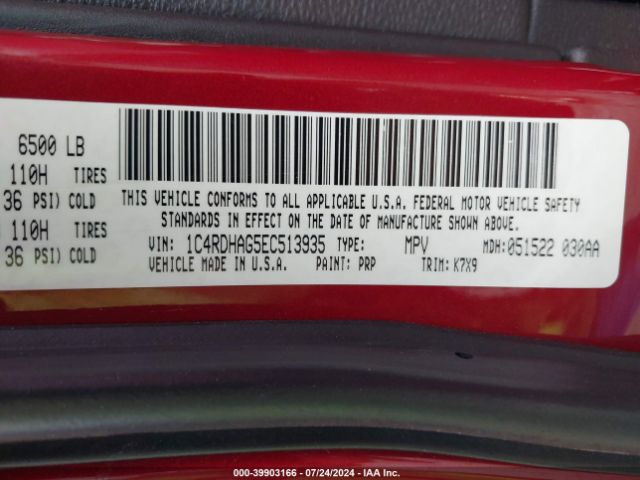 6500 LB
110H TIRES
36 PSI) COLD
110H TIRES
36 PSI) COLD
THIS VEHICLE CONFORMS TO ALL APPLICABLE U.S.A. FEDERAL MOTOR VEHICLE SAFETY
STANDARDS IN EFFECT ON THE DATE OF MANUFACTURE SHOWN ABOVE.
VIN: 1C4RDHAG5EC513935 TYPE: MPV MDH:051522 030AA
VEHICLE MADE IN U.S.A. PAINT: PRP TRIM: K7X9
000-39903166 - 07/24/2024 - IAA Inc.